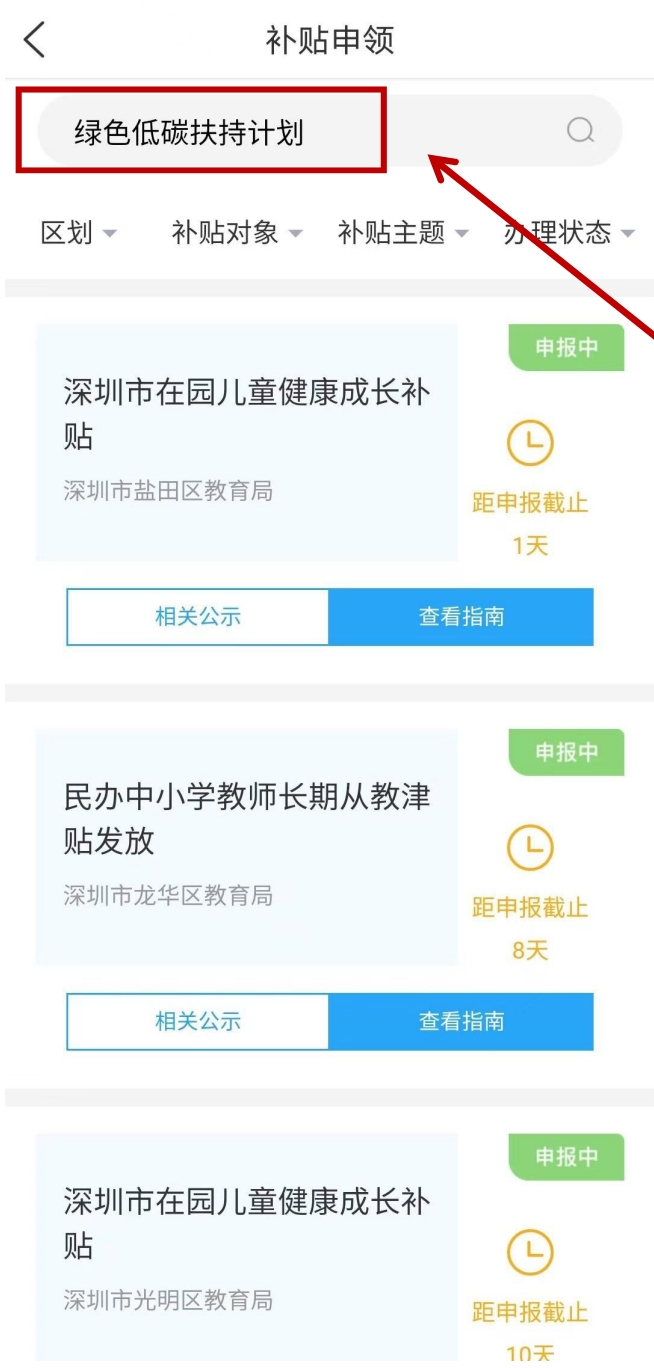 补贴申领
绿色低碳扶持计划
区划 补贴对象 补贴主题 办理状态
申报中
深圳市在园儿童健康成长补
贴
深圳市盐田区教育局
距申报截止
1天
相关公示 查看指南
申报中
民办中小学教师长期从教津
贴发放
深圳市龙华区教育局
距申报截止
8天
相关公示 查看指南
申报中
深圳市在园儿童健康成长补
贴
深圳市光明区教育局
距申报截止
10天